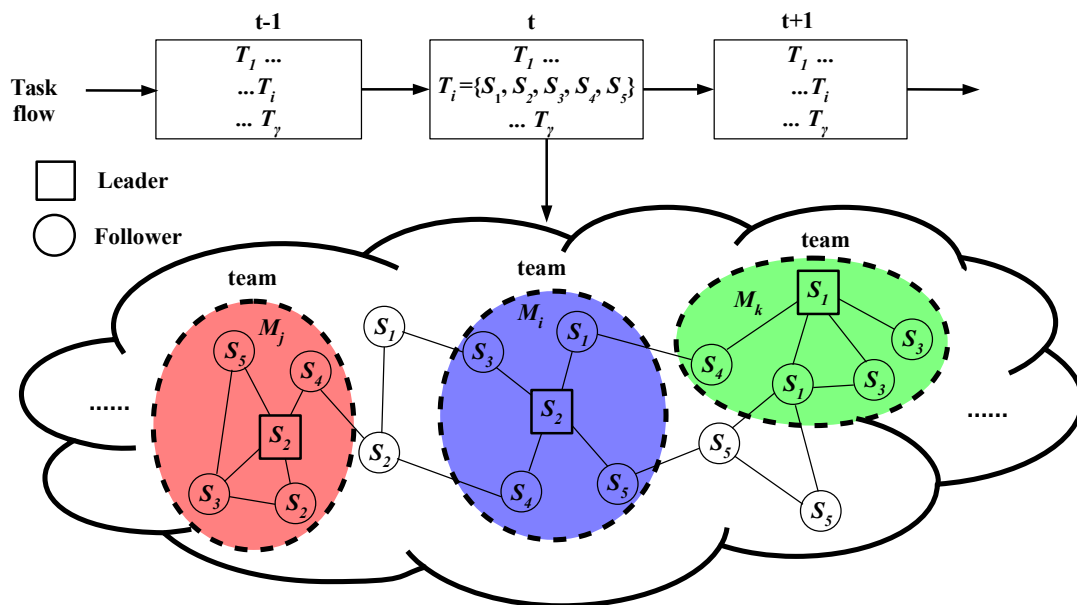 t-1
t
t+1
Task flow
T₁ ...
...Tᵢ
... Tᵧ
T₁ ...
Tᵢ={S₁, S₂, S₃, S₄, S₅}
... Tᵧ
T₁ ...
...Tᵢ
... Tᵧ
Leader
Follower
team
team
team
Mⱼ
S₅
S₄
S₂
S₃
S₂
S₁
S₂
Mᵢ
S₁
S₃
S₂
S₄
S₅
Mₖ
S₁
S₃
S₄
S₁
S₃
S₅
S₅
......
......